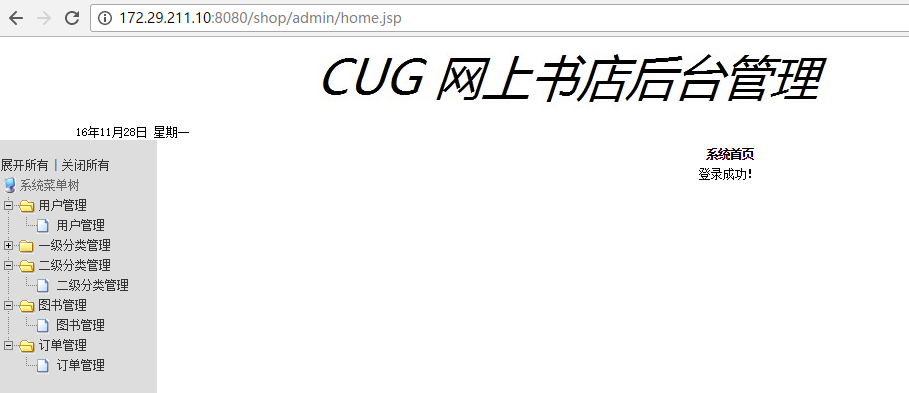 172.29.211.10:8080/shop/admin/home.jsp
CUG 网上书店后台管理
16年11月28日 星期一
系统首页
登录成功!
展开所有 | 关闭所有
系统菜单树
用户管理
用户管理
一级分类管理
二级分类管理
二级分类管理
图书管理
图书管理
订单管理
订单管理